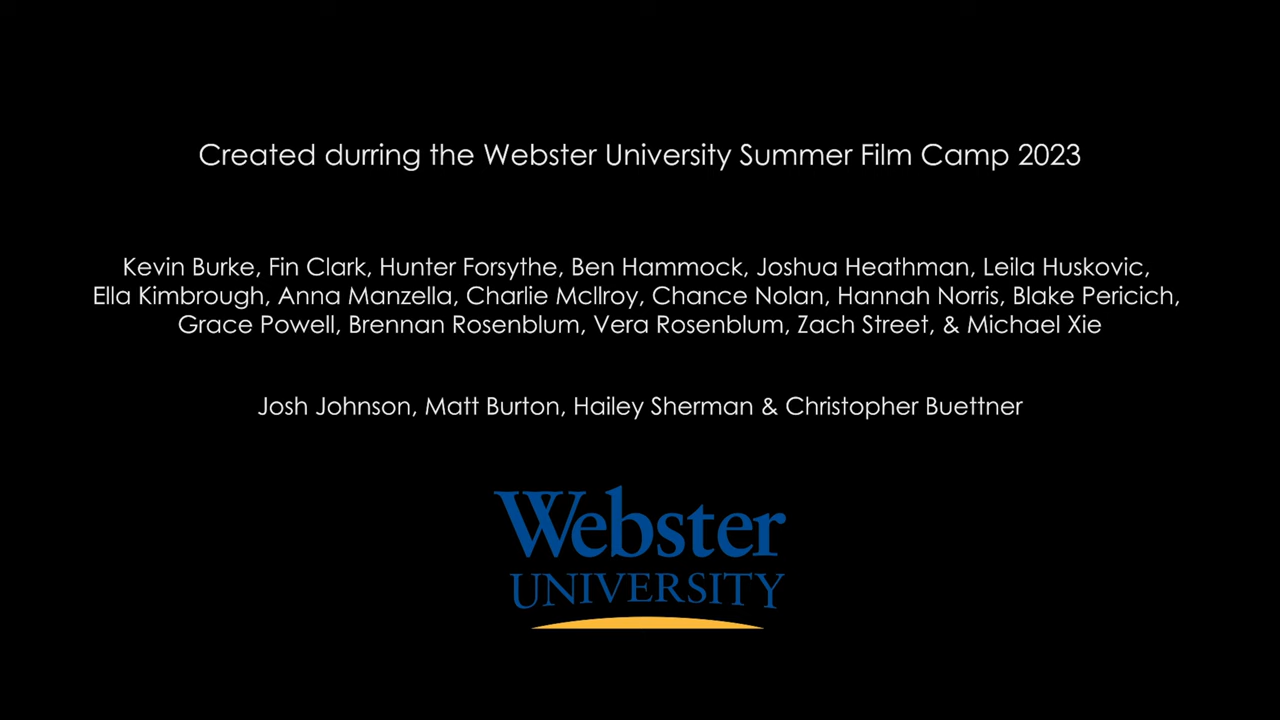 Created durring the Webster University Summer Film Camp 2023
Kevin Burke, Fin Clark, Hunter Forsythe, Ben Hammock, Joshua Heathman, Leila Huskovic,
Ella Kimbrough, Anna Manzella, Charlie McIlroy, Chance Nolan, Hannah Norris, Blake Pericich,
Grace Powell, Brennan Rosenblum, Vera Rosenblum, Zach Street, & Michael Xie
Josh Johnson, Matt Burton, Hailey Sherman & Christopher Buettner
Webster
UNIVERSITY